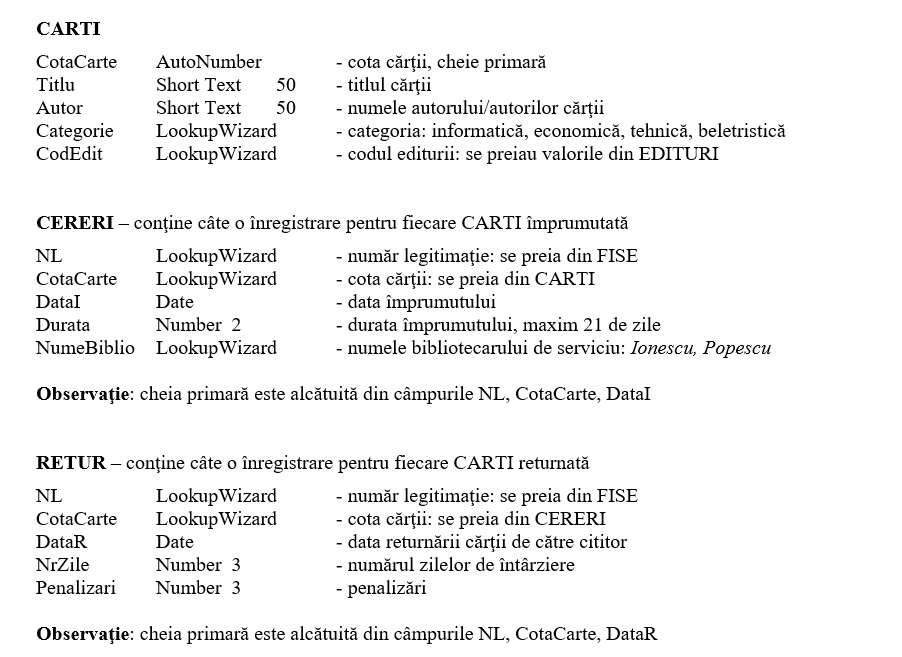 CARTI
CotaCarte AutoNumber - cota cărţii, cheie primară
Titlu Short Text 50 - titlul cărţii
Autor Short Text 50 - numele autorului/autorilor cărţii
Categorie LookupWizard - categoria: informatică, economică, tehnică, beletristică
CodEdit LookupWizard - codul editurii: se preiau valorile din EDITURI
CERERI – conţine câte o înregistrare pentru fiecare CARTI împrumutată
NL LookupWizard - număr legitimaţie: se preia din FISE
CotaCarte LookupWizard - cota cărţii: se preia din CARTI
DataI Date - data împrumutului
Durata Number 2 - durata împrumutului, maxim 21 de zile
NumeBiblio LookupWizard - numele bibliotecarului de serviciu: Ionescu, Popescu
Observaţie: cheia primară este alcătuită din câmpurile NL, CotaCarte, DataI
RETUR – conţine câte o înregistrare pentru fiecare CARTI returnată
NL LookupWizard - număr legitimaţie: se preia din FISE
CotaCarte LookupWizard - cota cărţii: se preia din CERERI
DataR Date - data returnării cărţii de către cititor
NrZile Number 3 - numărul zilelor de întârziere
Penalizari Number 3 - penalizări
Observaţie: cheia primară este alcătuită din câmpurile NL, CotaCarte, DataR